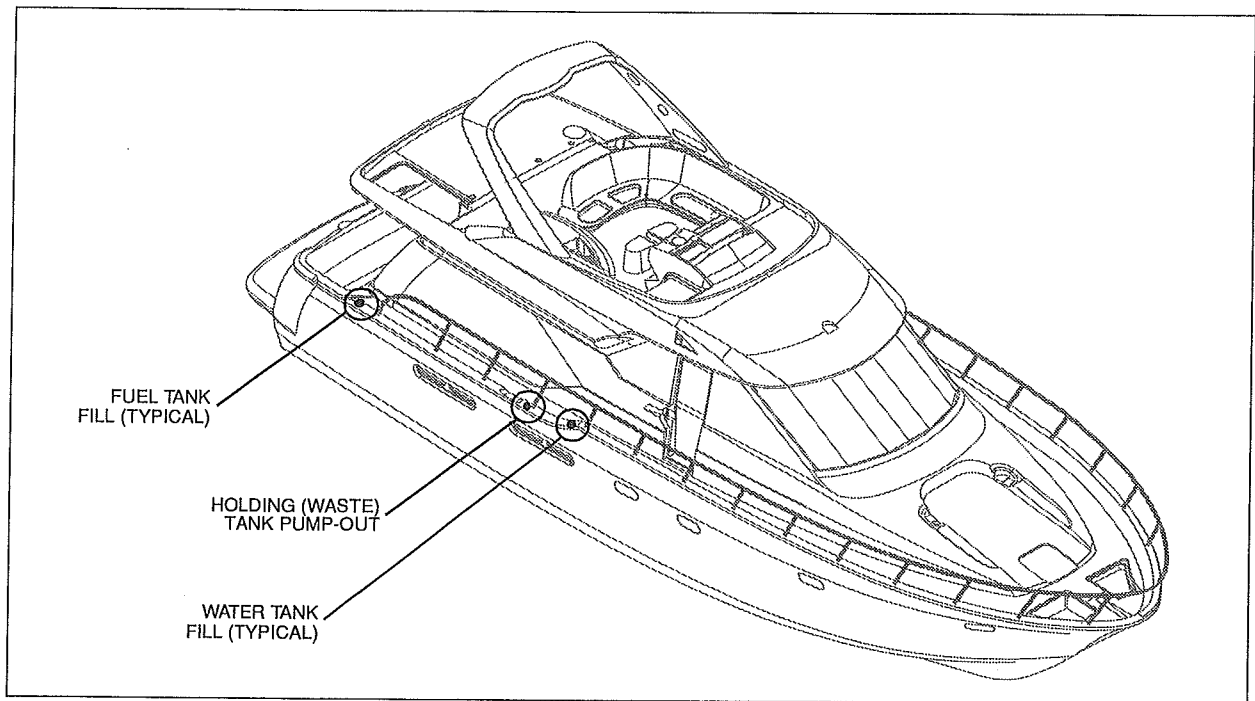 FUEL TANK
FILL (TYPICAL)
HOLDING (WASTE)
TANK PUMP-OUT
WATER TANK
FILL (TYPICAL)